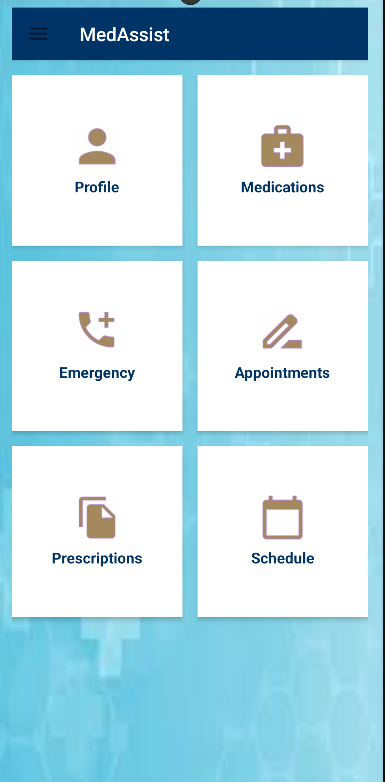 MedAssist
Profile
Medications
Emergency
Appointments
Prescriptions
Schedule